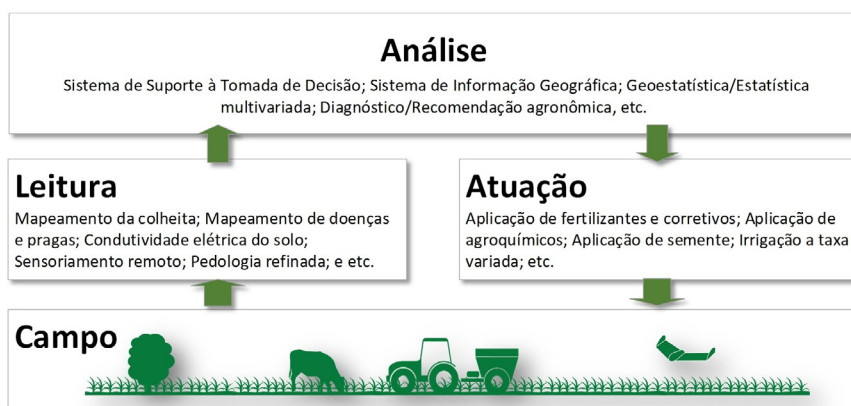 Análise
Sistema de Suporte à Tomada de Decisão; Sistema de Informação Geográfica; Geoestatística/Estatística
multivariada; Diagnóstico/Recomendação agronômica, etc.
Leitura
Mapeamento da colheita; Mapeamento de doenças
e pragas; Condutividade elétrica do solo;
Sensoriamento remoto; Pedologia refinada; e etc.
Atuação
Aplicação de fertilizantes e corretivos; Aplicação de
agroquímicos; Aplicação de semente; Irrigação a taxa
variada; etc.
Campo